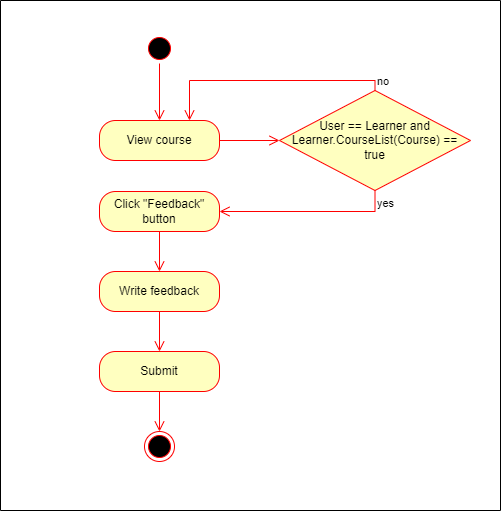 no
View course
User == Learner and
Learner.CourseList(Course) ==
true
Click "Feedback"
button
yes
Write feedback
Submit